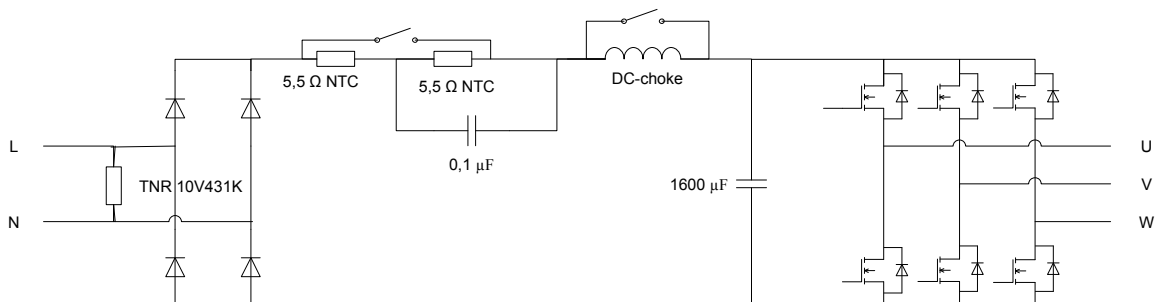 5,5 Ω NTC
5,5 Ω NTC
DC-choke
0,1 µF
L
TNR 10V431K
N
1600 µF
U
V
W